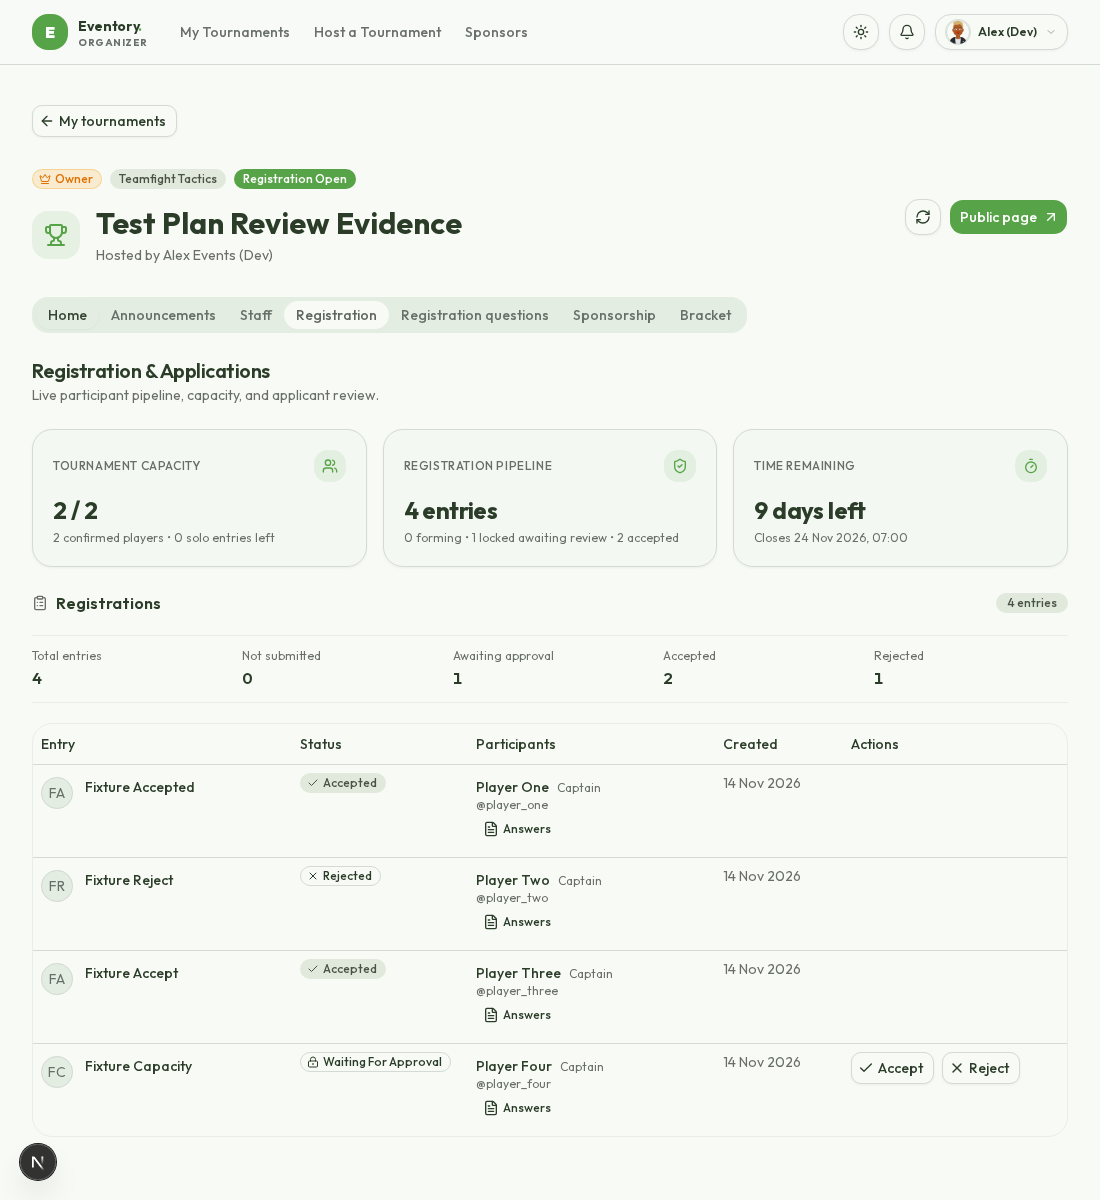 E
Eventory.
ORGANIZER
My Tournaments
Host a Tournament
Sponsors
Alex (Dev)
My tournaments
Owner
Teamfight Tactics
Registration Open
Test Plan Review Evidence
Hosted by Alex Events (Dev)
Public page
Home
Announcements
Staff
Registration
Registration questions
Sponsorship
Bracket
Registration & Applications
Live participant pipeline, capacity, and applicant review.
TOURNAMENT CAPACITY
2 / 2
2 confirmed players • 0 solo entries left
REGISTRATION PIPELINE
4 entries
0 forming • 1 locked awaiting review • 2 accepted
TIME REMAINING
9 days left
Closes 24 Nov 2026, 07:00
Registrations
4 entries
Total entries
4
Not submitted
0
Awaiting approval
1
Accepted
2
Rejected
1
Entry
Status
Participants
Created
Actions
FA
Fixture Accepted
Accepted
Player One Captain
@player_one
Answers
14 Nov 2026
FR
Fixture Reject
Rejected
Player Two Captain
@player_two
Answers
14 Nov 2026
FA
Fixture Accept
Accepted
Player Three Captain
@player_three
Answers
14 Nov 2026
FC
Fixture Capacity
Waiting For Approval
Player Four Captain
@player_four
Answers
14 Nov 2026
Accept
Reject
N